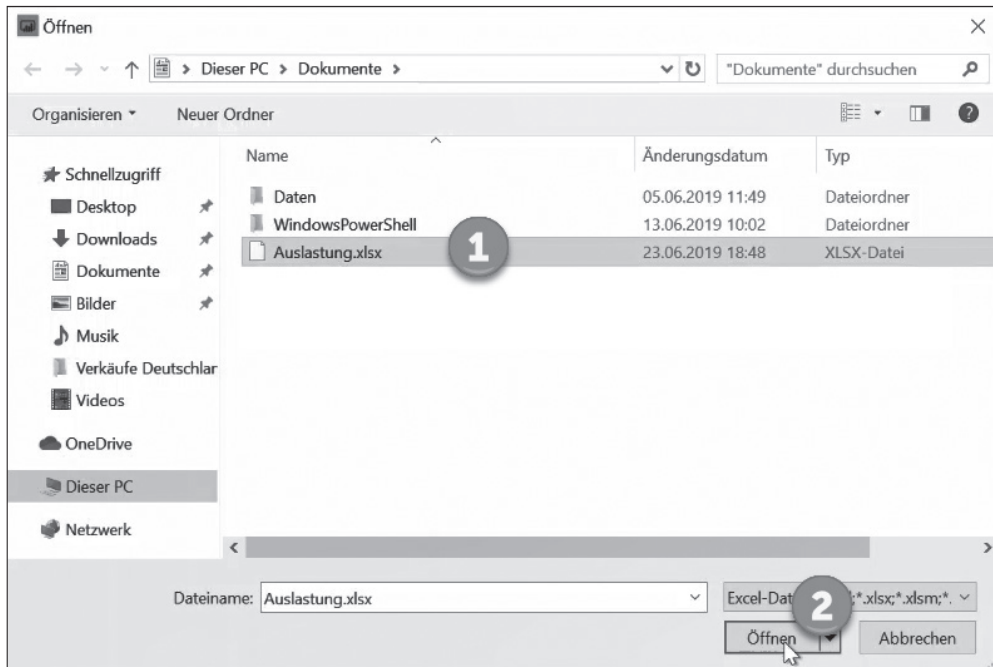 Öffnen
Dieser PC > Dokumente >
"Dokumente" durchsuchen
Organisieren
Neuer Ordner
Name
Änderungsdatum
Typ
Schnellzugriff
Desktop
Downloads
Dokumente
Bilder
Musik
Verkäufe Deutschlar
Videos
OneDrive
Dieser PC
Netzwerk
Daten 05.06.2019 11:49 Dateiordner
WindowsPowerShell 13.06.2019 10:02 Dateiordner
Auslastung.xlsx 23.06.2019 18:48 XLSX-Datei
1
Dateiname: Auslastung.xlsx
;*.xlsx;*.xlsm;*.
2
Öffnen
Abbrechen